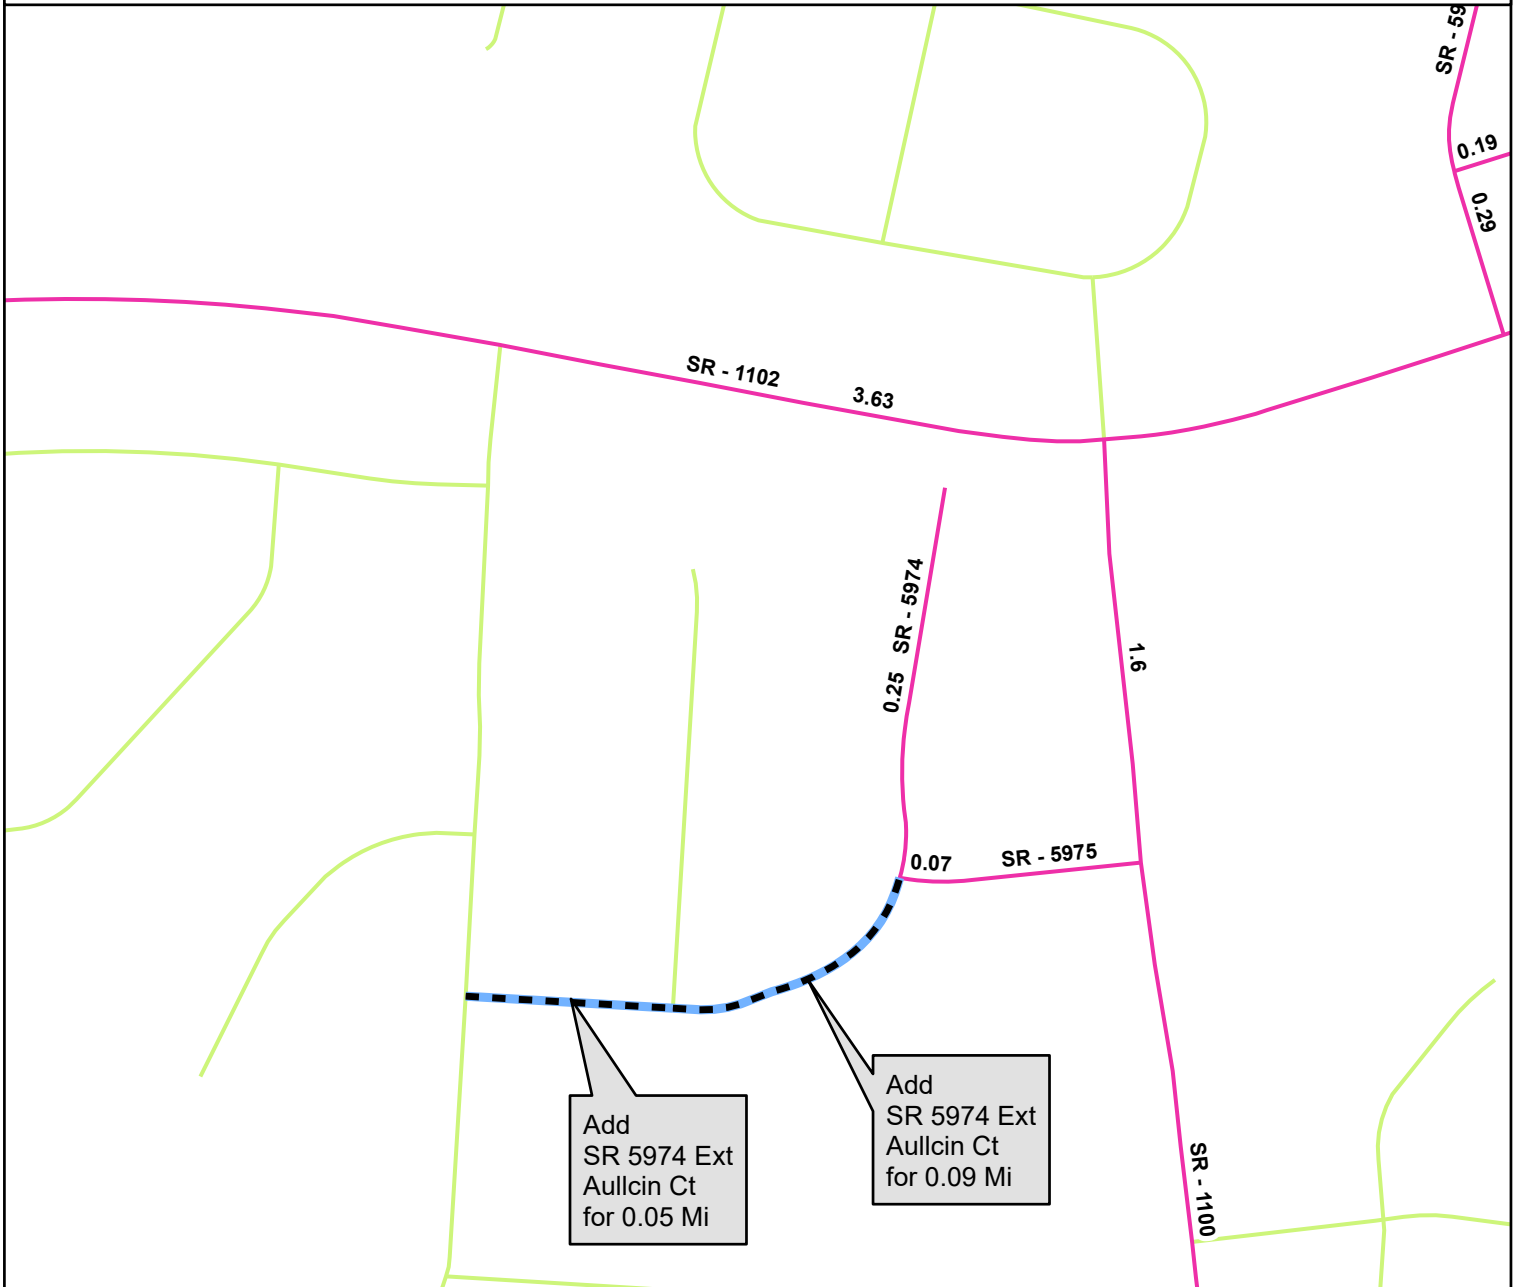 SR - 59
0.19
0.29
SR - 1102
3.63
SR - 5974
0.25
1.6
0.07
SR - 5975
Add
SR 5974 Ext
Aullcin Ct
for 0.09 Mi
Add
SR 5974 Ext
Aullcin Ct
for 0.05 Mi
SR - 1100